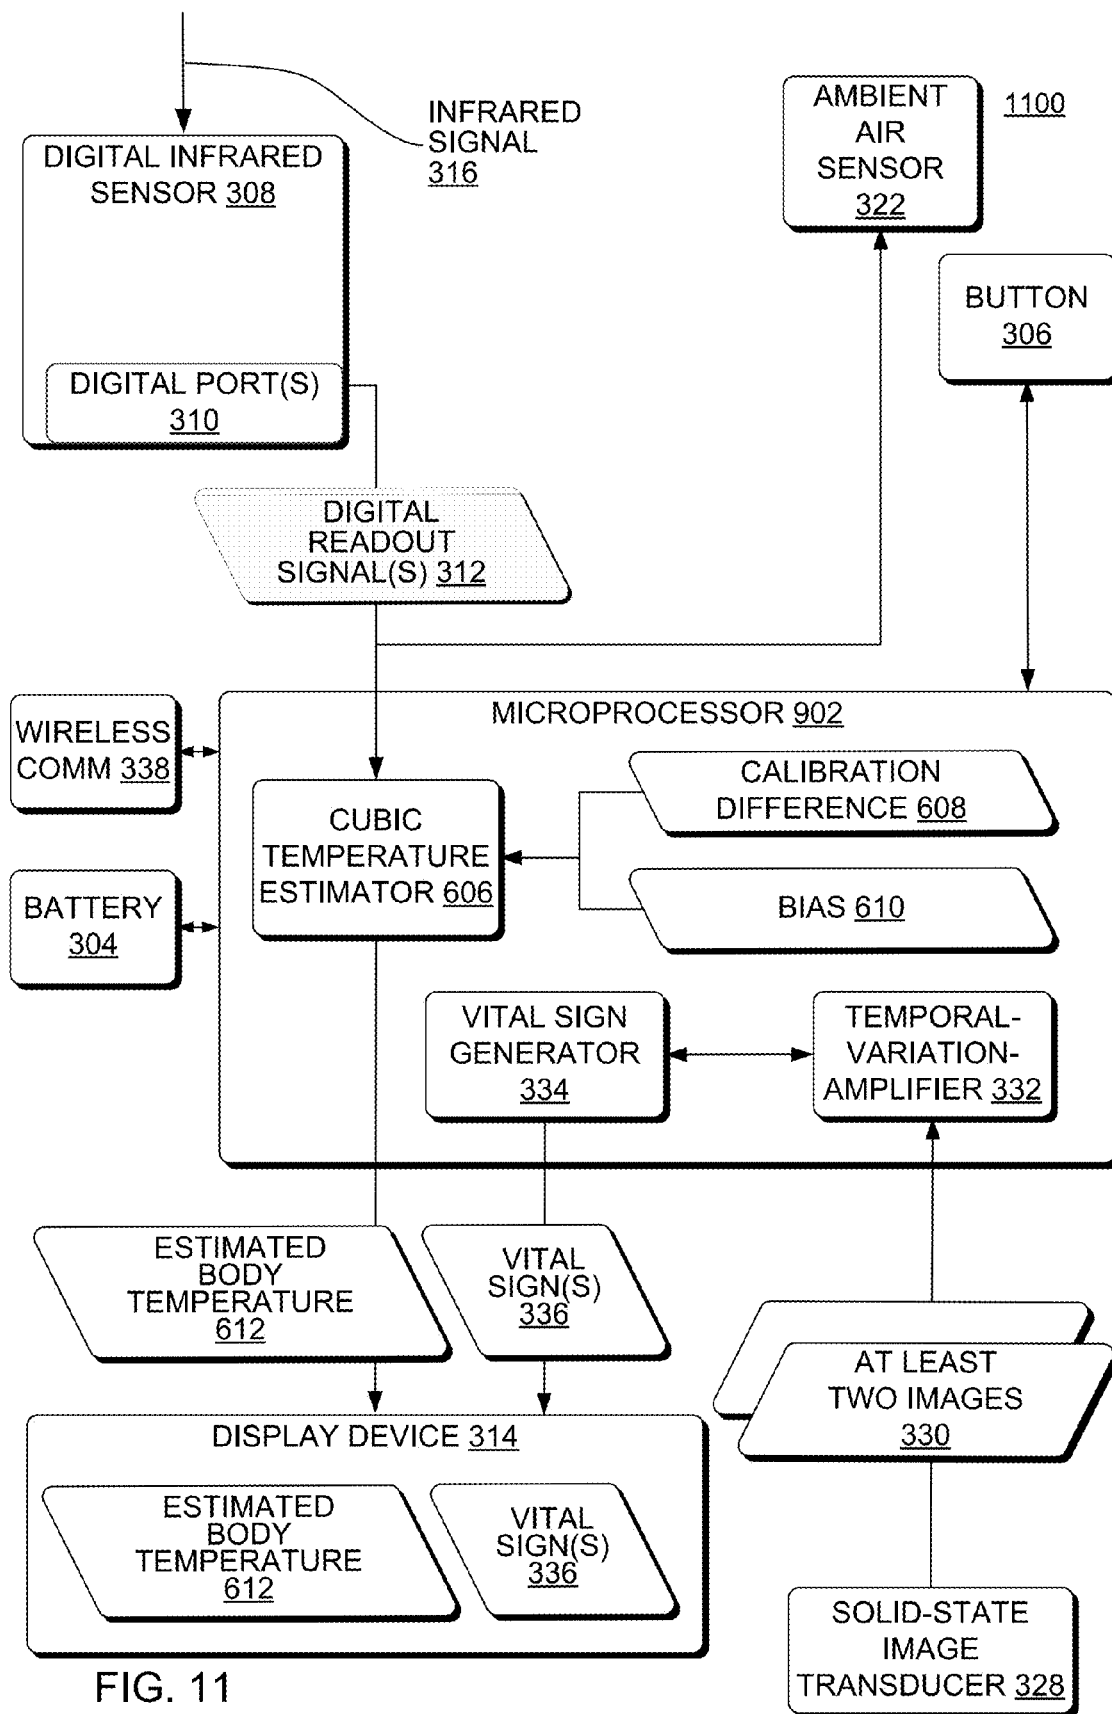 INFRARED
SIGNAL
316
AMBIENT
AIR
SENSOR
322
1100
DIGITAL INFRARED
SENSOR 308
BUTTON
306
DIGITAL PORT(S)
310
DIGITAL
READOUT
SIGNAL(S) 312
MICROPROCESSOR 902
WIRELESS
COMM 338
CALIBRATION
DIFFERENCE 608
CUBIC
TEMPERATURE
ESTIMATOR 606
BATTERY
304
BIAS 610
VITAL SIGN
GENERATOR
334
TEMPORAL-
VARIATION-
AMPLIFIER 332
ESTIMATED
BODY
TEMPERATURE
612
VITAL
SIGN(S)
336
AT LEAST
TWO IMAGES
330
DISPLAY DEVICE 314
ESTIMATED
BODY
TEMPERATURE
612
VITAL
SIGN(S)
336
SOLID-STATE
IMAGE
TRANSDUCER 328
FIG. 11